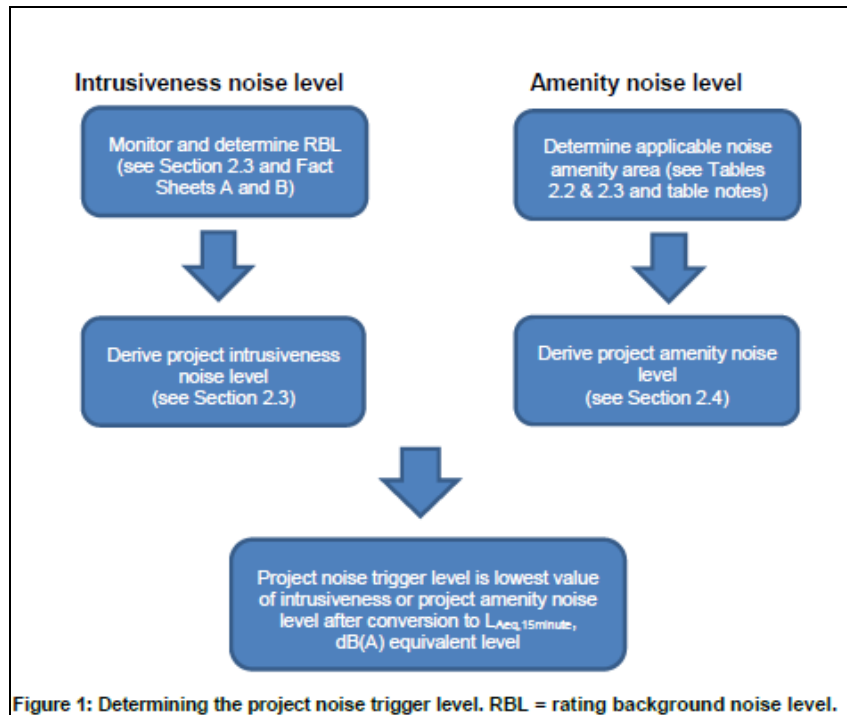 Intrusiveness noise level
Monitor and determine RBL
(see Section 2.3 and Fact
Sheets A and B)
Derive project intrusiveness
noise level
(see Section 2.3)
Amenity noise level
Determine applicable noise
amenity area (see Tables
2.2 & 2.3 and table notes)
Derive project amenity noise
level
(see Section 2.4)
Project noise trigger level is lowest value
of intrusiveness or project amenity noise
level after conversion to LAeq,15minute,
dB(A) equivalent level
Figure 1: Determining the project noise trigger level. RBL = rating background noise level.